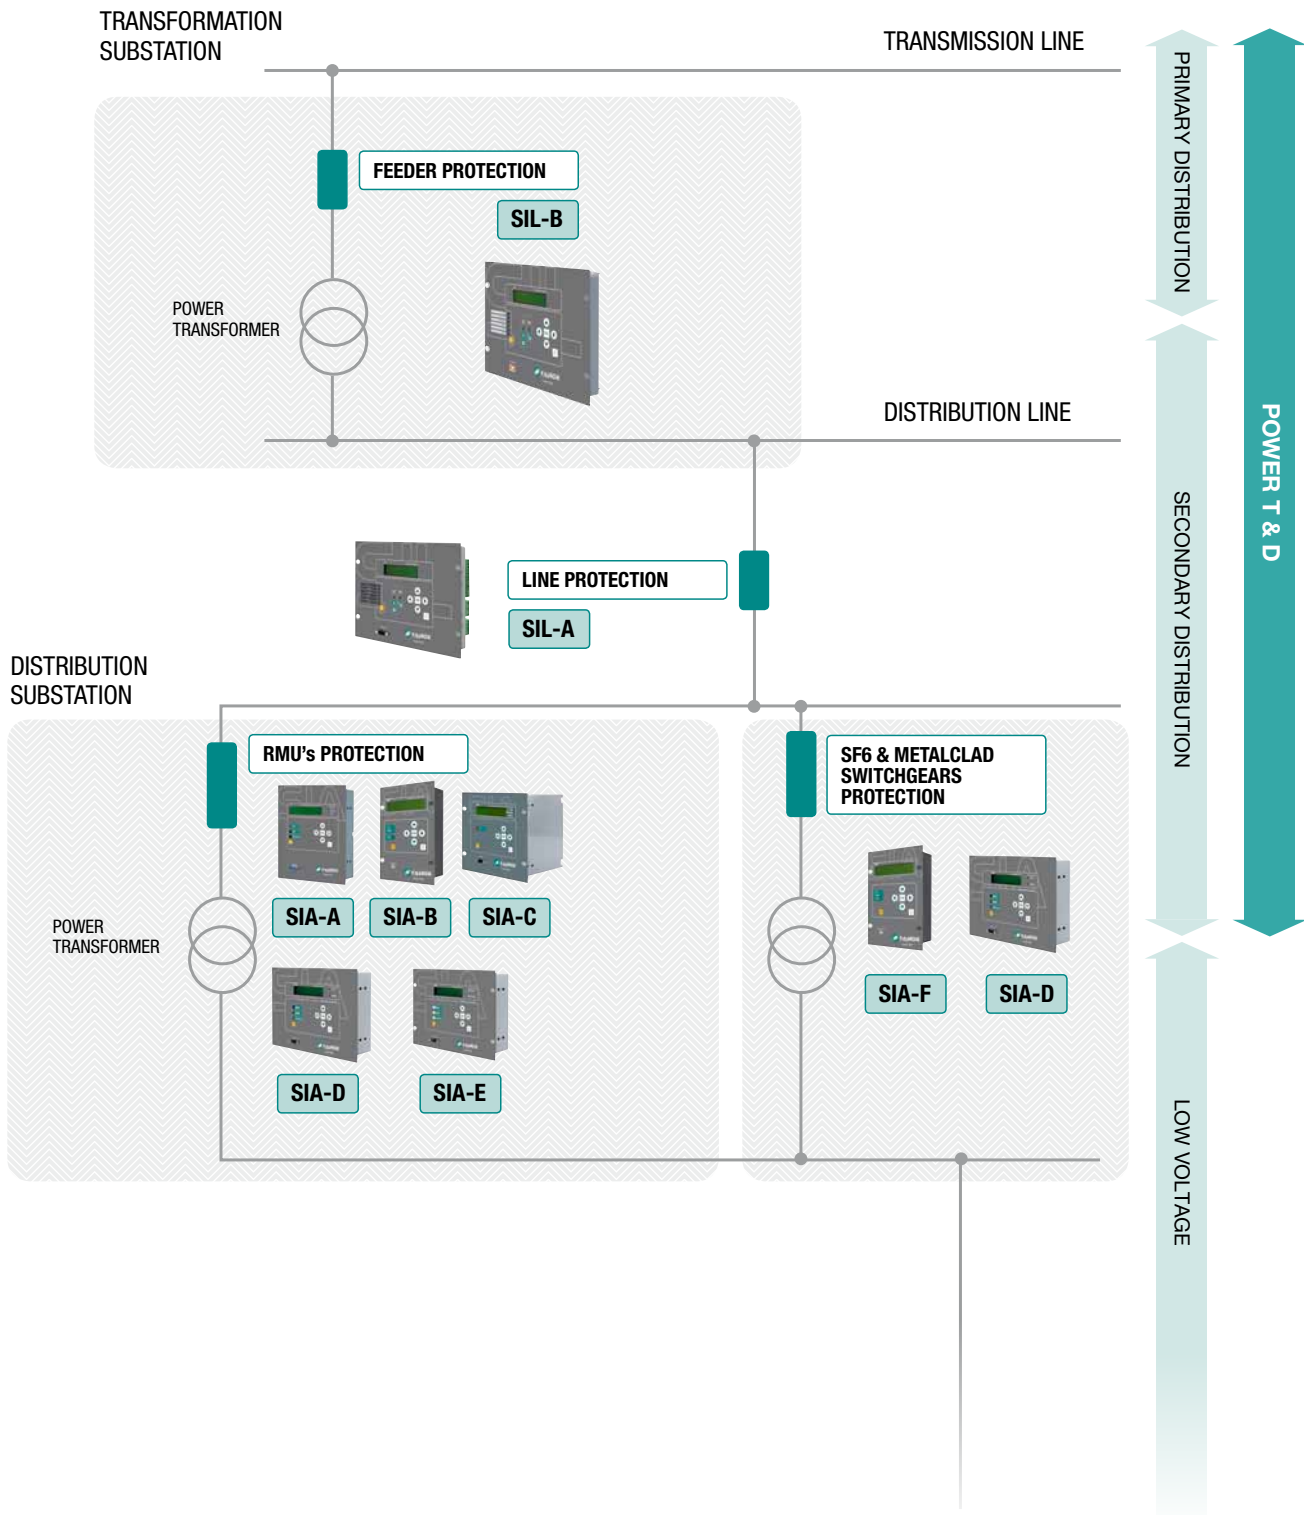 TRANSFORMATION
SUBSTATION
TRANSMISSION LINE
PRIMARY DISTRIBUTION
FEEDER PROTECTION
SIL-B
POWER
TRANSFORMER
DISTRIBUTION LINE
POWER T & D
SECONDARY DISTRIBUTION
LINE PROTECTION
SIL-A
DISTRIBUTION
SUBSTATION
RMU's PROTECTION
SF6 & METALCLAD
SWITCHGEARS
PROTECTION
SIA-A
SIA-B
SIA-C
POWER
TRANSFORMER
SIA-F
SIA-D
SIA-D
SIA-E
LOW VOLTAGE